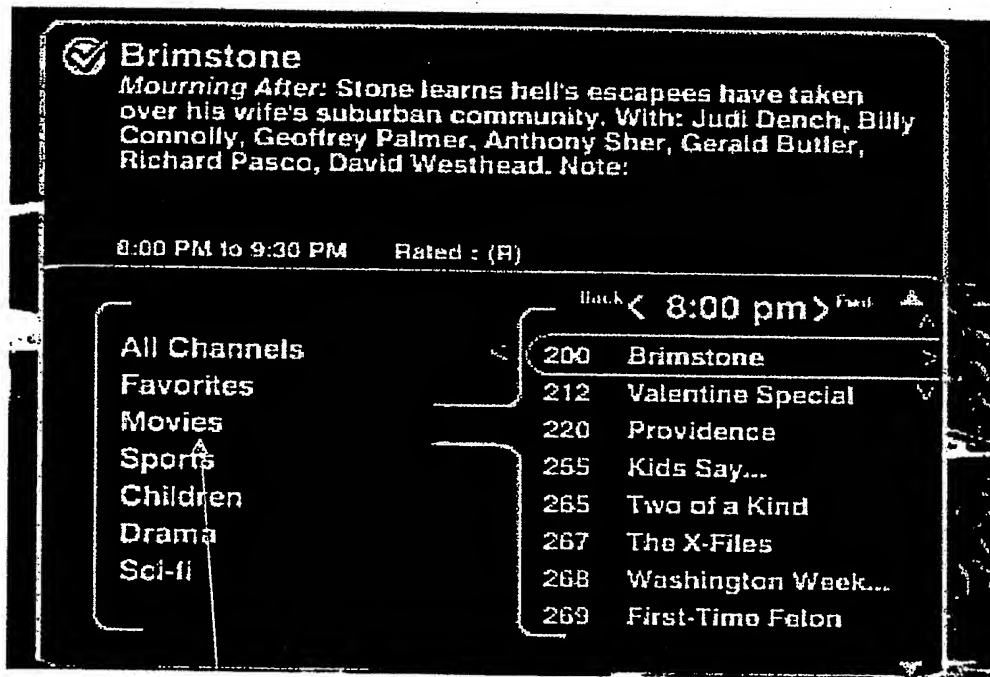 Brimstone
Mourning After: Stone learns hell's escapees have taken
over his wife's suburban community. With: Judi Dench, Billy
Connolly, Geoffrey Palmer, Anthony Sher, Gerald Butler,
Richard Pasco, David Westhead. Note:
8:00 PM to 9:30 PM Rated : (R)
Back < 8:00 pm > Fwd
All Channels
Favorites
Movies
Sports
Children
Drama
Sci-fi
200 Brimstone
212 Valentine Special
220 Providence
255 Kids Say...
265 Two of a Kind
267 The X-Files
268 Washington Week...
269 First-Time Felon